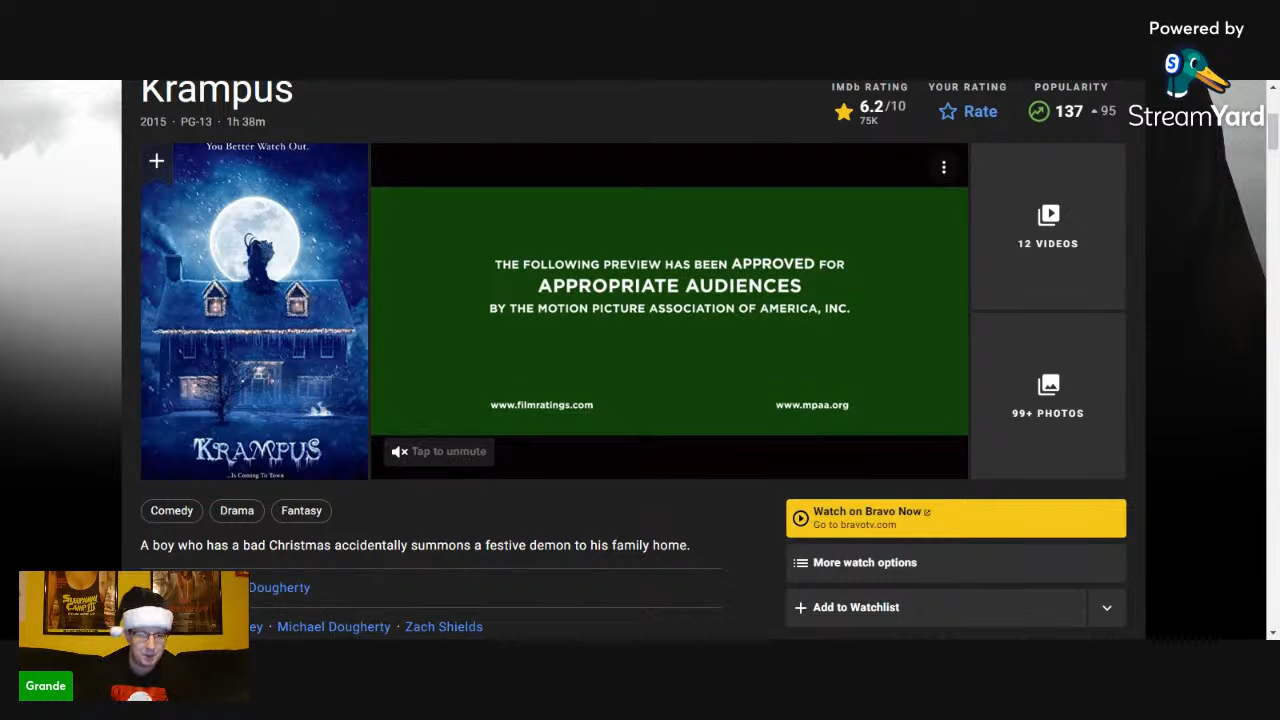 Powered by
StreamYard
Krampus
2015 · PG-13 · 1h 38m
IMDb RATING
6.2/10
75K
YOUR RATING
Rate
POPULARITY
137
95
You Better Watch Out.
KRAMPUS
...Is Coming To Town
THE FOLLOWING PREVIEW HAS BEEN APPROVED FOR
APPROPRIATE AUDIENCES
BY THE MOTION PICTURE ASSOCIATION OF AMERICA, INC.
www.filmratings.com
www.mpaa.org
Tap to unmute
12 VIDEOS
99+ PHOTOS
Comedy
Drama
Fantasy
A boy who has a bad Christmas accidentally summons a festive demon to his family home.
Dougherty
ey · Michael Dougherty · Zach Shields
Watch on Bravo Now
Go to bravotv.com
More watch options
Add to Watchlist
SLEEPAWAY
CAMP III
Grande